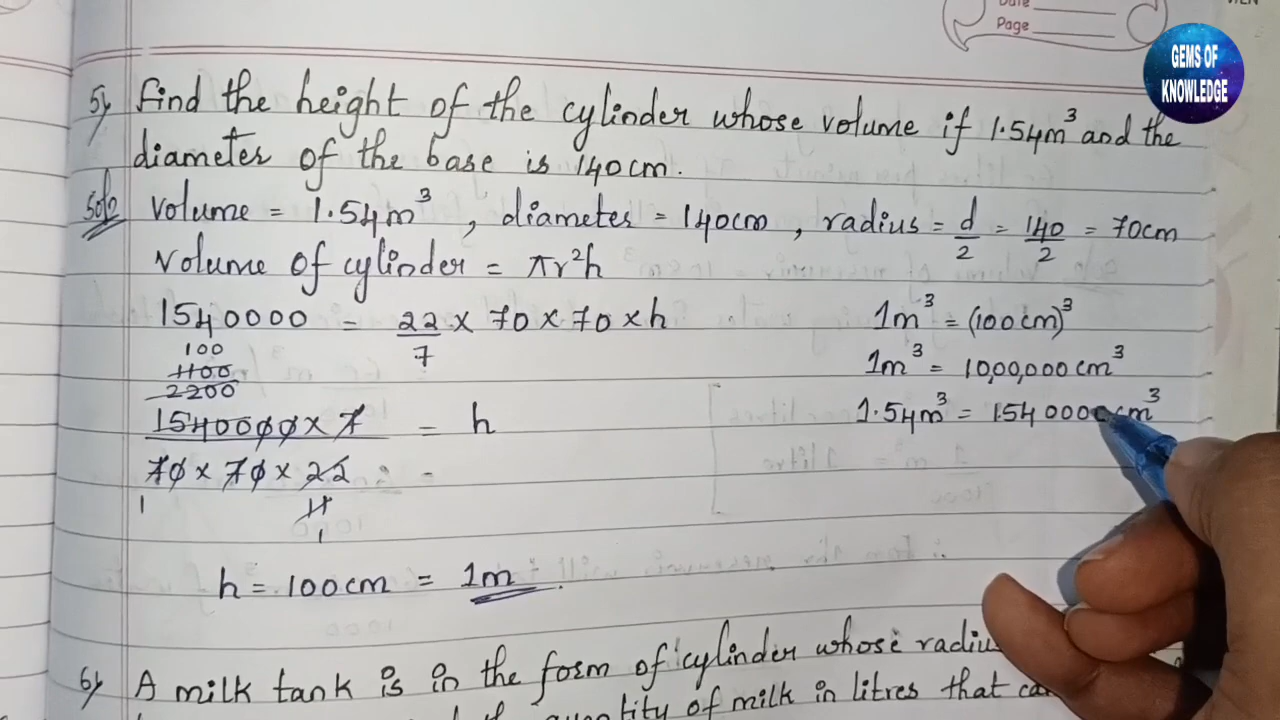 Date
Page
GEMS OF
KNOWLEDGE
5) Find the height of the cylinder whose volume if 1.54m³ and the
diameter of the base is 140cm.
Soln Volume = 1.54m³, diameter = 140cm, radius = d/2 = 140/2 = 70cm
Volume of cylinder = πr²h
1540000 = 22/7 × 70 × 70 × h
1m³ = (100cm)³
100
1100
2200
1m³ = 10,00,000 cm³
1540000 × 7 = h
1.54m³ = 1540000cm³
70 × 70 × 22
1 11
1
h = 100cm = 1m.
6) A milk tank is in the form of cylinder whose
quantity of milk in litres that